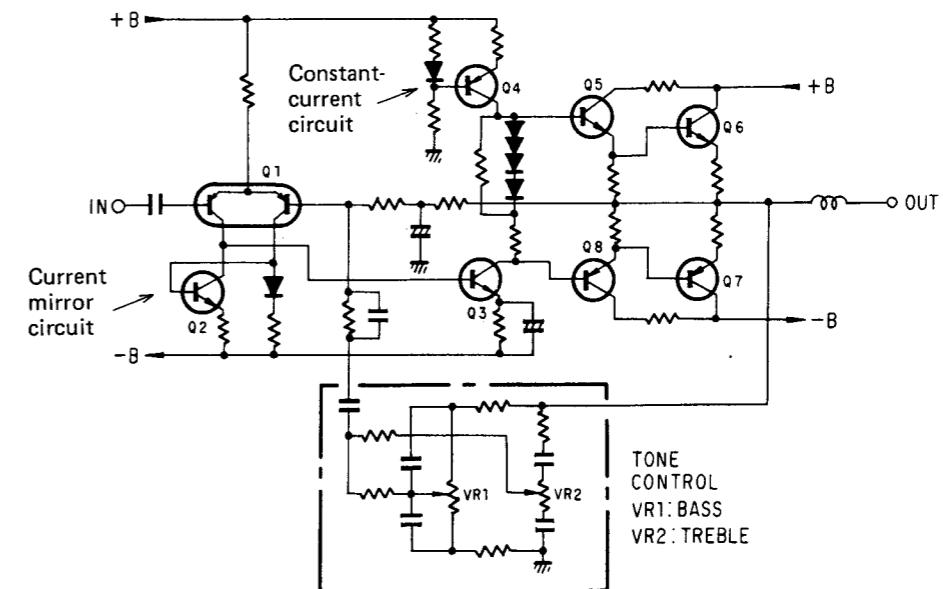 +B
Constant-
current
circuit
Q4
Q5
+B
Q6
Q1
IN
OUT
Current
mirror
circuit
Q2
Q3
Q8
Q7
-B
-B
VR1
VR2
TONE
CONTROL
VR1:BASS
VR2:TREBLE